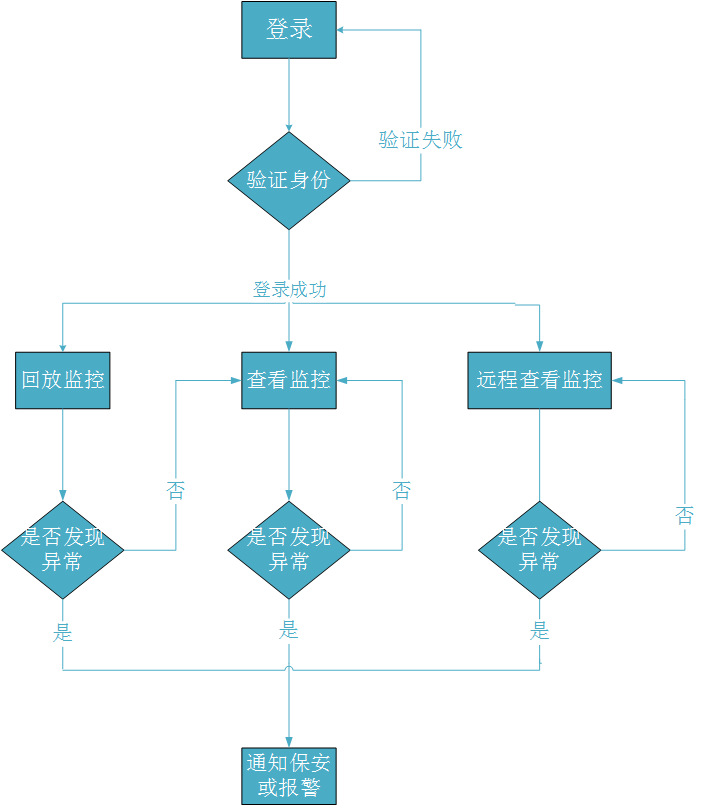 登录
验证失败
验证身份
登录成功
回放监控
查看监控
远程查看监控
否
否
否
是否发现
异常
是否发现
异常
是否发现
异常
是
是
是
通知保安
或报警